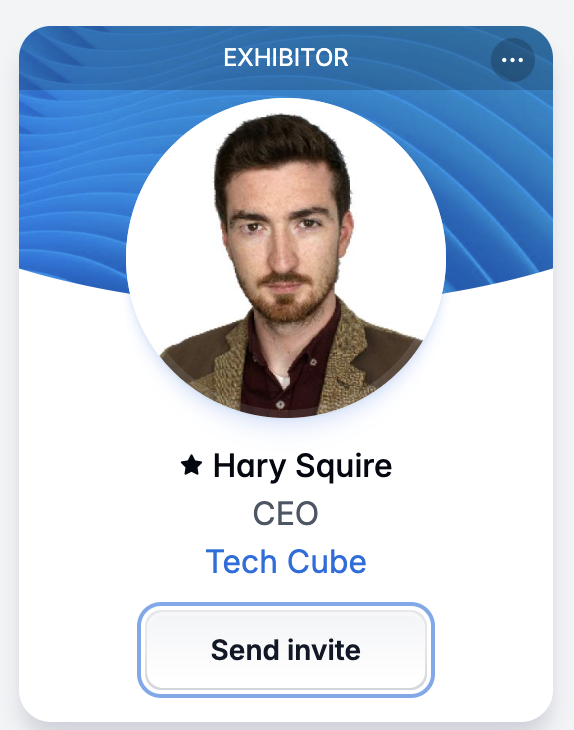 EXHIBITOR
Hary Squire
CEO
Tech Cube
Send invite